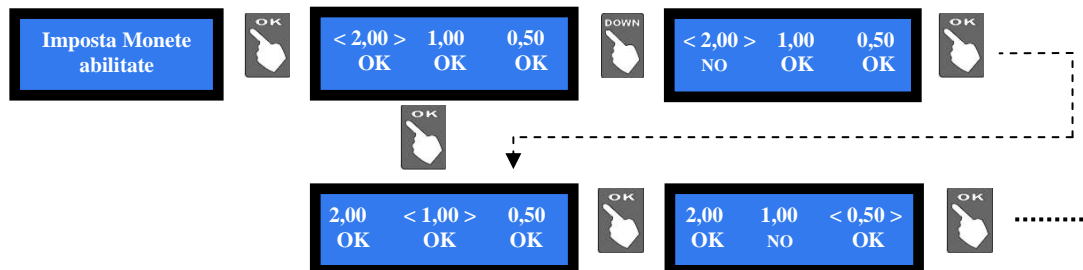 Imposta Monete
abilitate
OK
< 2,00 > 1,00 0,50
OK OK OK
DOWN
< 2,00 > 1,00 0,50
NO OK OK
OK
OK
2,00 < 1,00 > 0,50
OK OK OK
OK
2,00 1,00 < 0,50 >
OK NO OK
OK